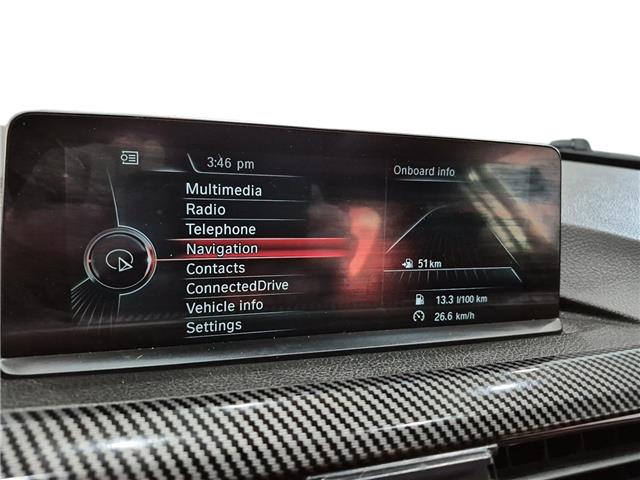 3:46 pm
Multimedia
Radio
Telephone
Navigation
Contacts
ConnectedDrive
Vehicle info
Settings
Onboard info
51 km
13.3 l/100 km
26.6 km/h